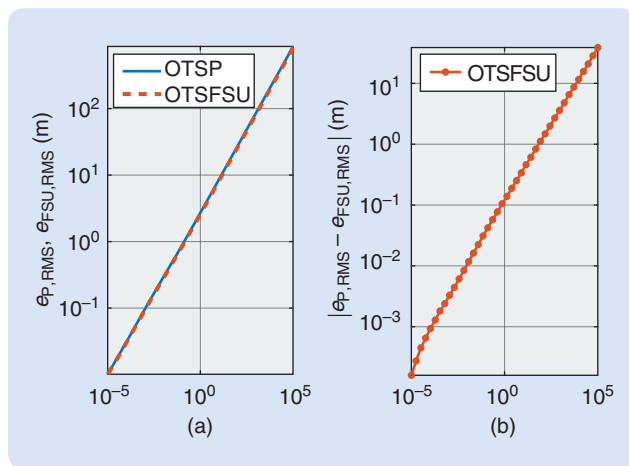 OTSP
OTSFSU
e_P,RMS, e_FSU,RMS (m)
10^2
10^1
10^0
10^−1
10^−5 10^0 10^5
(a)
OTSFSU
|e_P,RMS − e_FSU,RMS| (m)
10^1
10^0
10^−1
10^−2
10^−3
10^−5 10^0 10^5
(b)